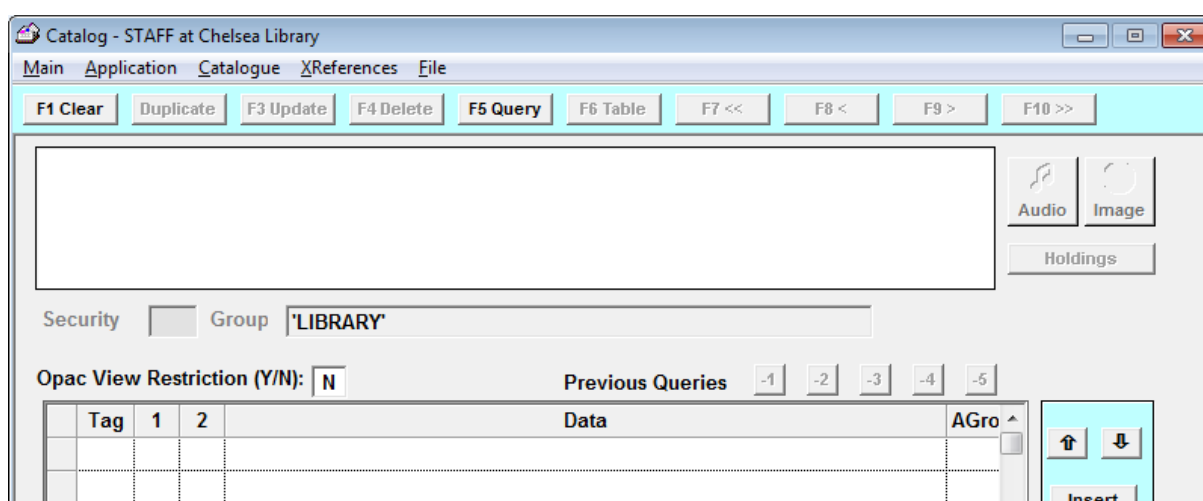 Catalog - STAFF at Chelsea Library
Main Application Catalogue XReferences File
F1 Clear Duplicate F3 Update F4 Delete F5 Query F6 Table F7 << F8 < F9 > F10 >>
Audio Image
Holdings
Security Group 'LIBRARY'
Opac View Restriction (Y/N): N Previous Queries -1 -2 -3 -4 -5
Tag 1 2 Data AGro
Insert